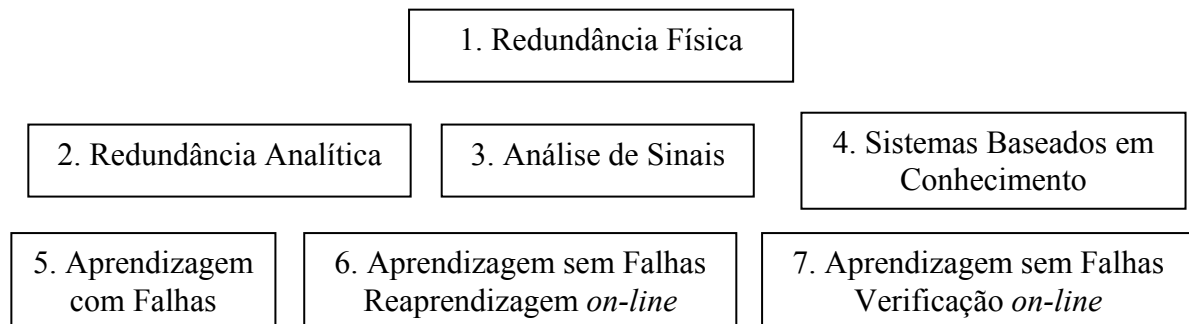 1. Redundância Física
2. Redundância Analítica
3. Análise de Sinais
4. Sistemas Baseados em
Conhecimento
5. Aprendizagem
com Falhas
6. Aprendizagem sem Falhas
Reaprendizagem on-line
7. Aprendizagem sem Falhas
Verificação on-line